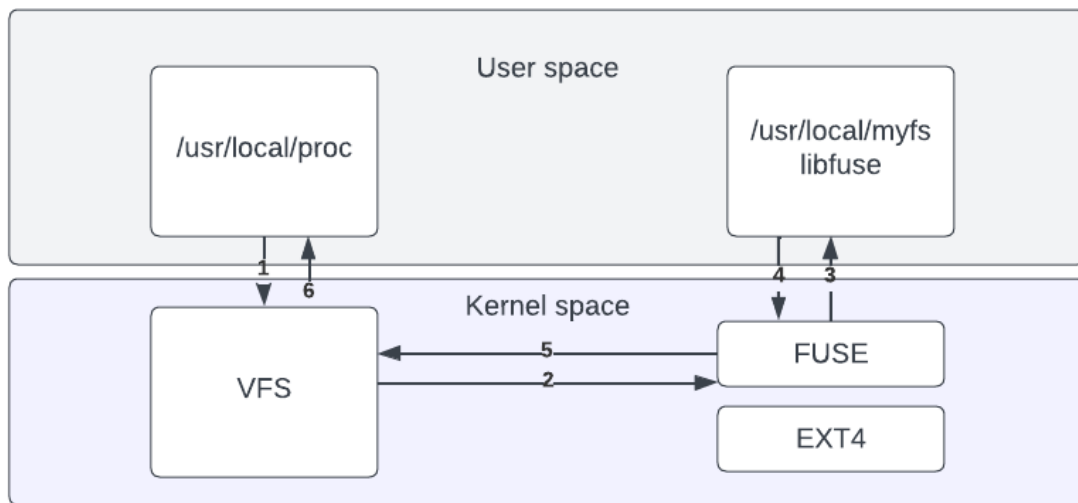 User space
/usr/local/proc
/usr/local/myfs
libfuse
1
6
4
3
Kernel space
VFS
5
2
FUSE
EXT4